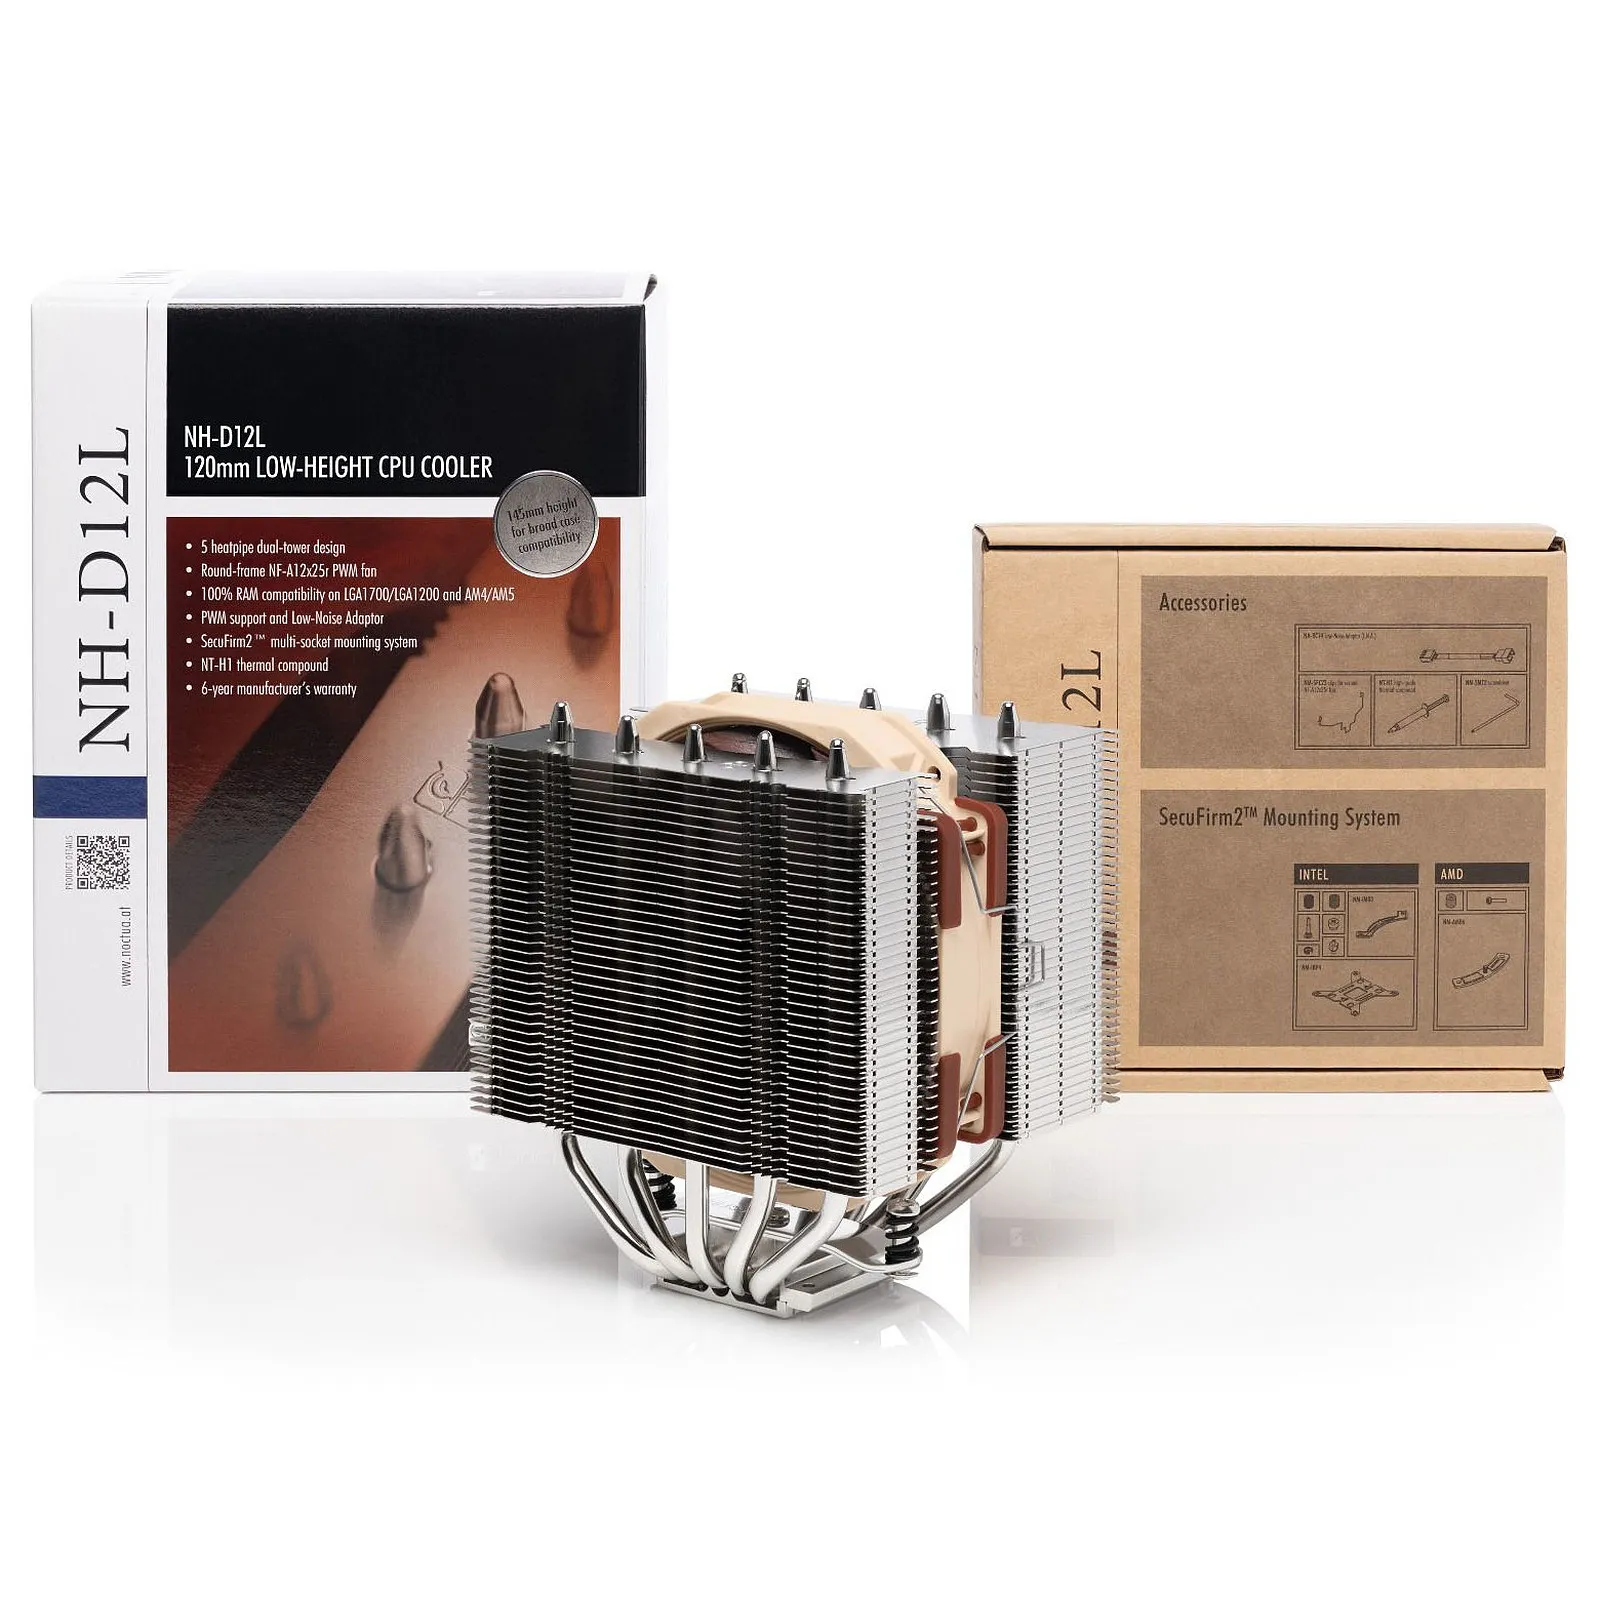 NH-D12L
120mm LOW-HEIGHT CPU COOLER
145mm height
for broad case
compatibility
• 5 heatpipe dual-tower design
• Round-frame NF-A12x25r PWM fan
• 100% RAM compatibility on LGA1700/LGA1200 and AM4/AM5
• PWM support and Low-Noise Adaptor
• SecuFirm2™ multi-socket mounting system
• NT-H1 thermal compound
• 6-year manufacturer's warranty
NH-D12L
PRODUCT DETAILS
www.noctua.at
12L
Accessories
SecuFirm2™ Mounting System
INTEL
AMD